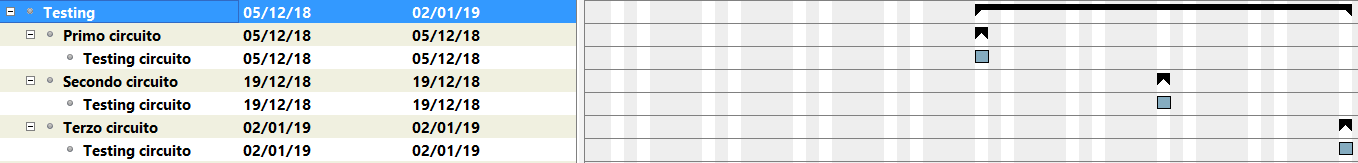 Testing 05/12/18 02/01/19
Primo circuito 05/12/18 05/12/18
Testing circuito 05/12/18 05/12/18
Secondo circuito 19/12/18 19/12/18
Testing circuito 19/12/18 19/12/18
Terzo circuito 02/01/19 02/01/19
Testing circuito 02/01/19 02/01/19